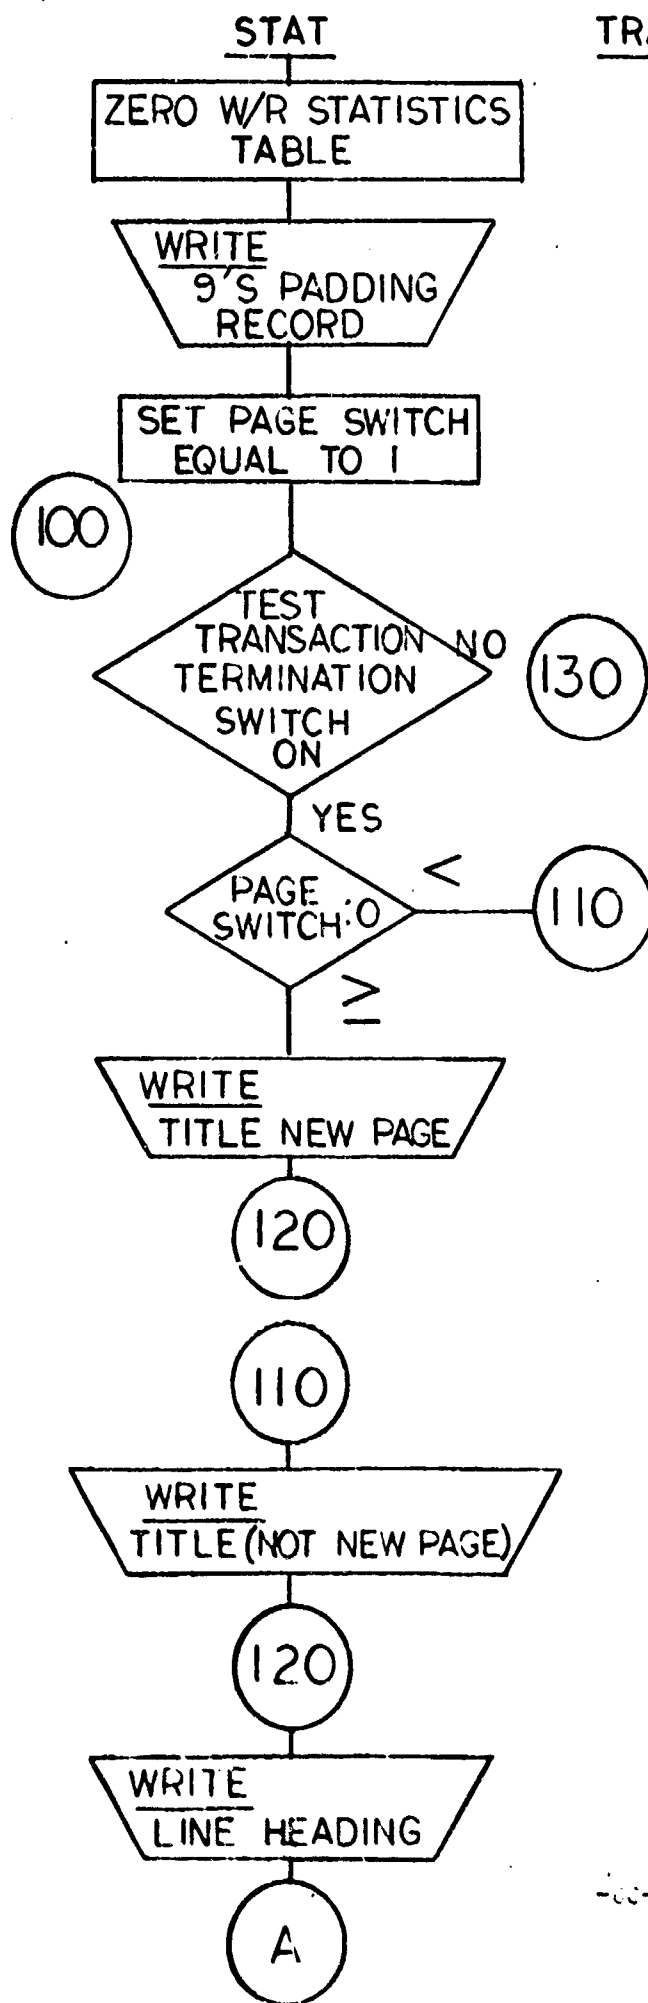 STAT
ZERO W/R STATISTICS
TABLE
WRITE
9'S PADDING
RECORD
SET PAGE SWITCH
EQUAL TO 1
100
TEST
TRANSACTION
TERMINATION
SWITCH
ON
NO
130
YES
PAGE
SWITCH:0
<
110
≥
WRITE
TITLE NEW PAGE
120
110
WRITE
TITLE (NOT NEW PAGE)
120
WRITE
LINE HEADING
A